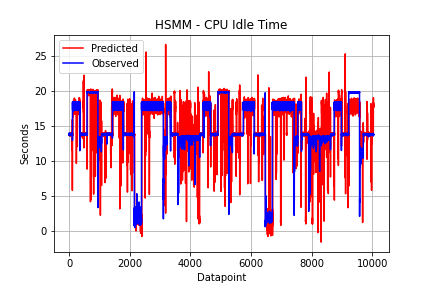 HSMM - CPU Idle Time
Predicted
Observed
25
20
15
10
5
0
Seconds
0 2000 4000 6000 8000 10000
Datapoint